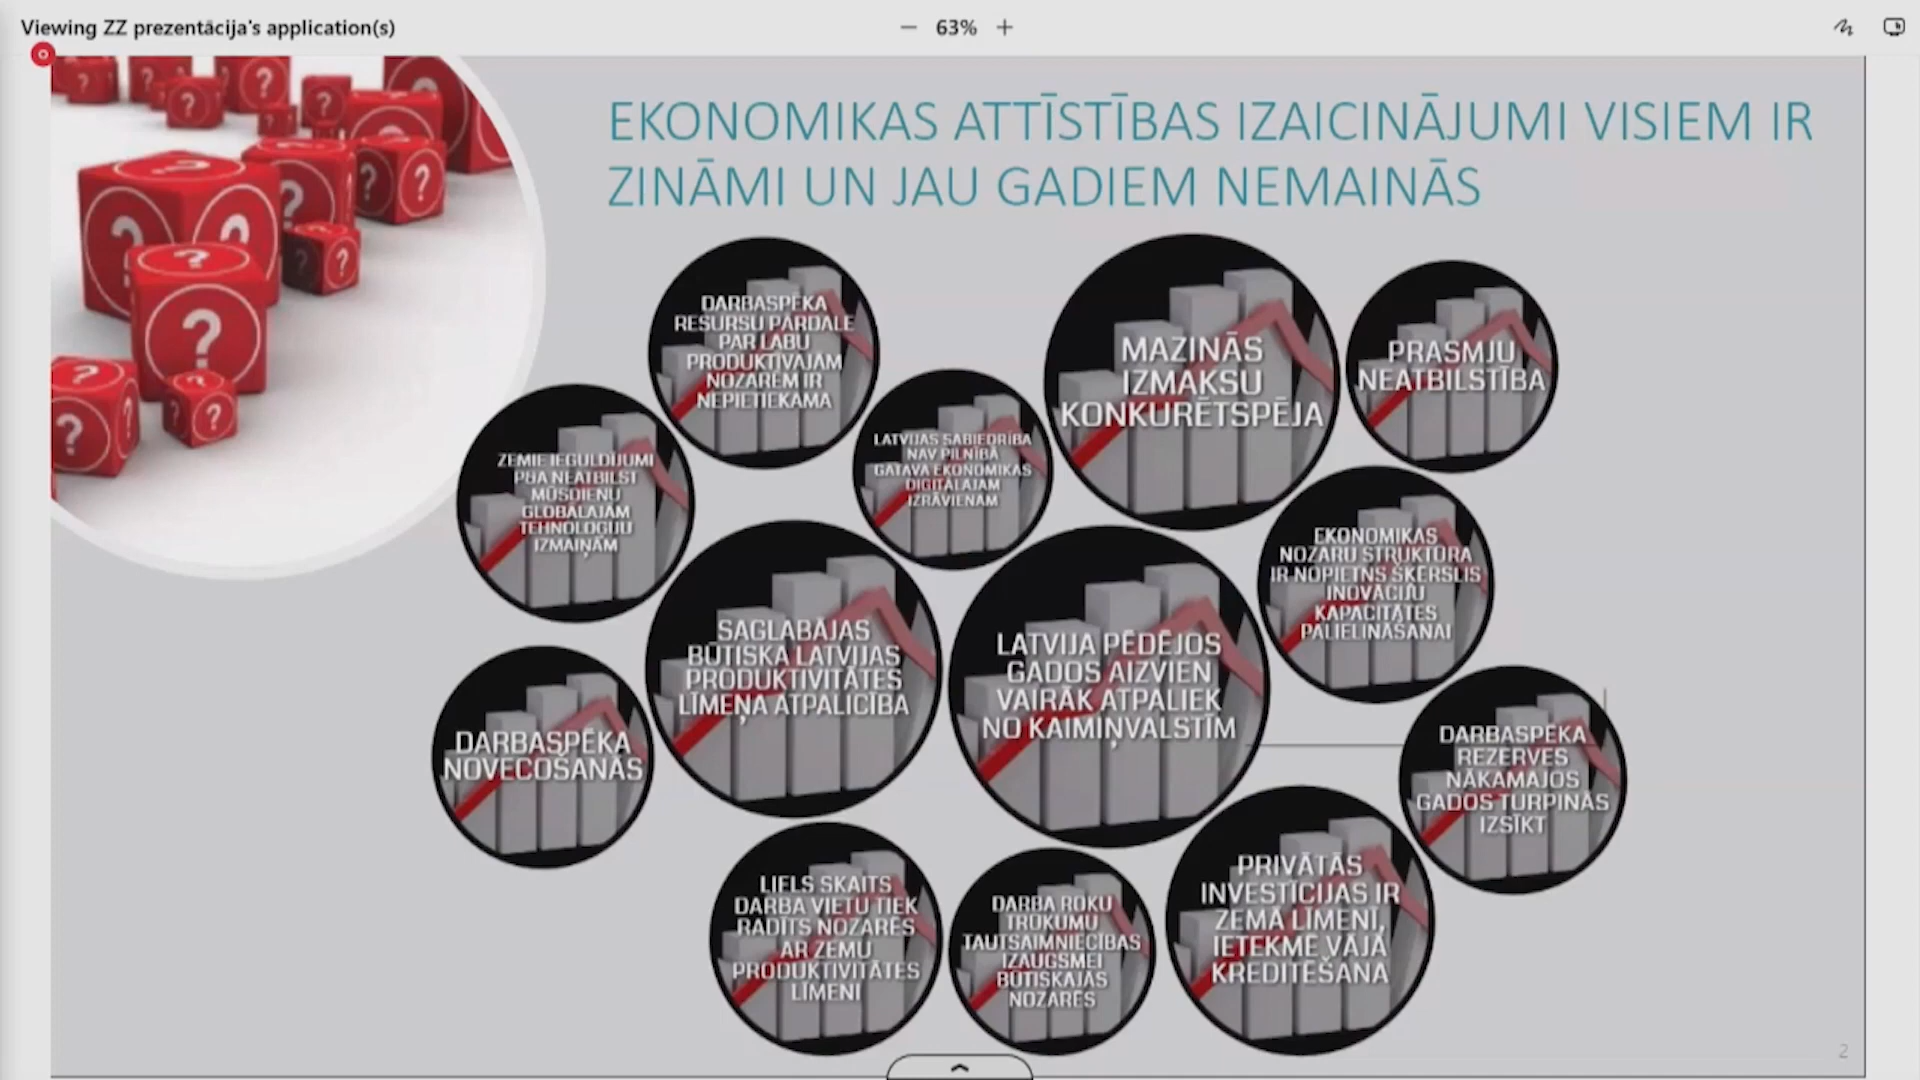 Viewing ZZ prezentācija's application(s)
63%
EKONOMIKAS ATTĪSTĪBAS IZAICINĀJUMI VISIEM IR
ZINĀMI UN JAU GADIEM NEMAINĀS
DARBASPĒKA
RESURSU PĀRDALE
PAR LABU
PRODUKTĪVAJĀM
NOZARĒM IR
NEPIETIEKAMA
MAZINĀS
IZMAKSU
KONKURĒTSPĒJA
PRASMJU
NEATBILSTĪBA
ZEMIE IEGULDĪJUMI
P&A NEATBILST
MŪSDIENU
GLOBĀLAJĀM
TEHNOLOĢIJU
IZMAIŅĀM
LATVIJAS SABIEDRĪBA
NAV PILNĪBĀ
GATAVA EKONOMIKAS
DIGITĀLAJAM
IZRĀVIENAM
EKONOMIKAS
NOZARU STRUKTŪRA
IR NOPIETNS ŠĶĒRSLIS
INOVĀCIJU
KAPACITĀTES
PALIELINĀŠANAI
SAGLABĀJAS
BŪTISKA LATVIJAS
PRODUKTIVITĀTES
LĪMEŅA ATPALICĪBA
LATVIJA PĒDĒJOS
GADOS AIZVIEN
VAIRĀK ATPALIEK
NO KAIMIŅVALSTĪM
DARBASPĒKA
NOVECOŠANĀS
DARBASPĒKA
REZERVES
NĀKAMAJOS
GADOS TURPINĀS
IZSĪKT
LIELS SKAITS
DARBA VIETU TIEK
RADĪTS NOZARĒS
AR ZEMU
PRODUKTIVITĀTES
LĪMENI
DARBA ROKU
TRŪKUMU
TAUTSAIMNIECĪBAS
IZAUGSMEI
BŪTISKAJĀS
NOZARĒS
PRIVĀTĀS
INVESTĪCIJAS IR
ZEMĀ LĪMENĪ,
IETEKMĒ VĀJĀ
KREDITĒŠANA
2